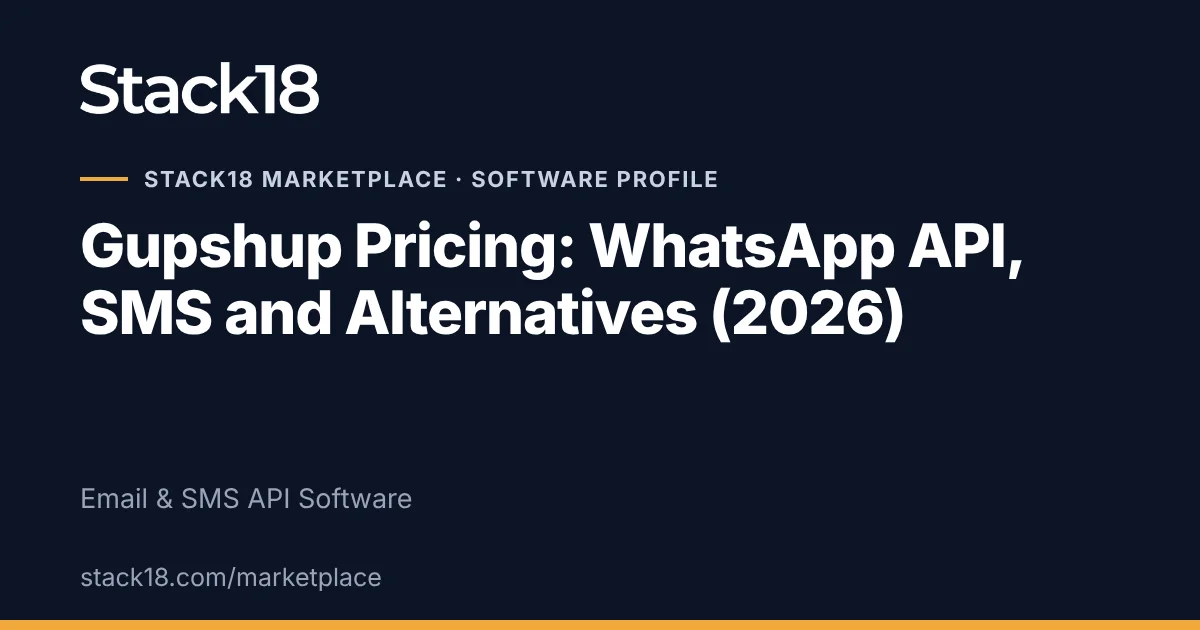 Stack18
STACK18 MARKETPLACE · SOFTWARE PROFILE
Gupshup Pricing: WhatsApp API,
SMS and Alternatives (2026)
Email & SMS API Software
stack18.com/marketplace